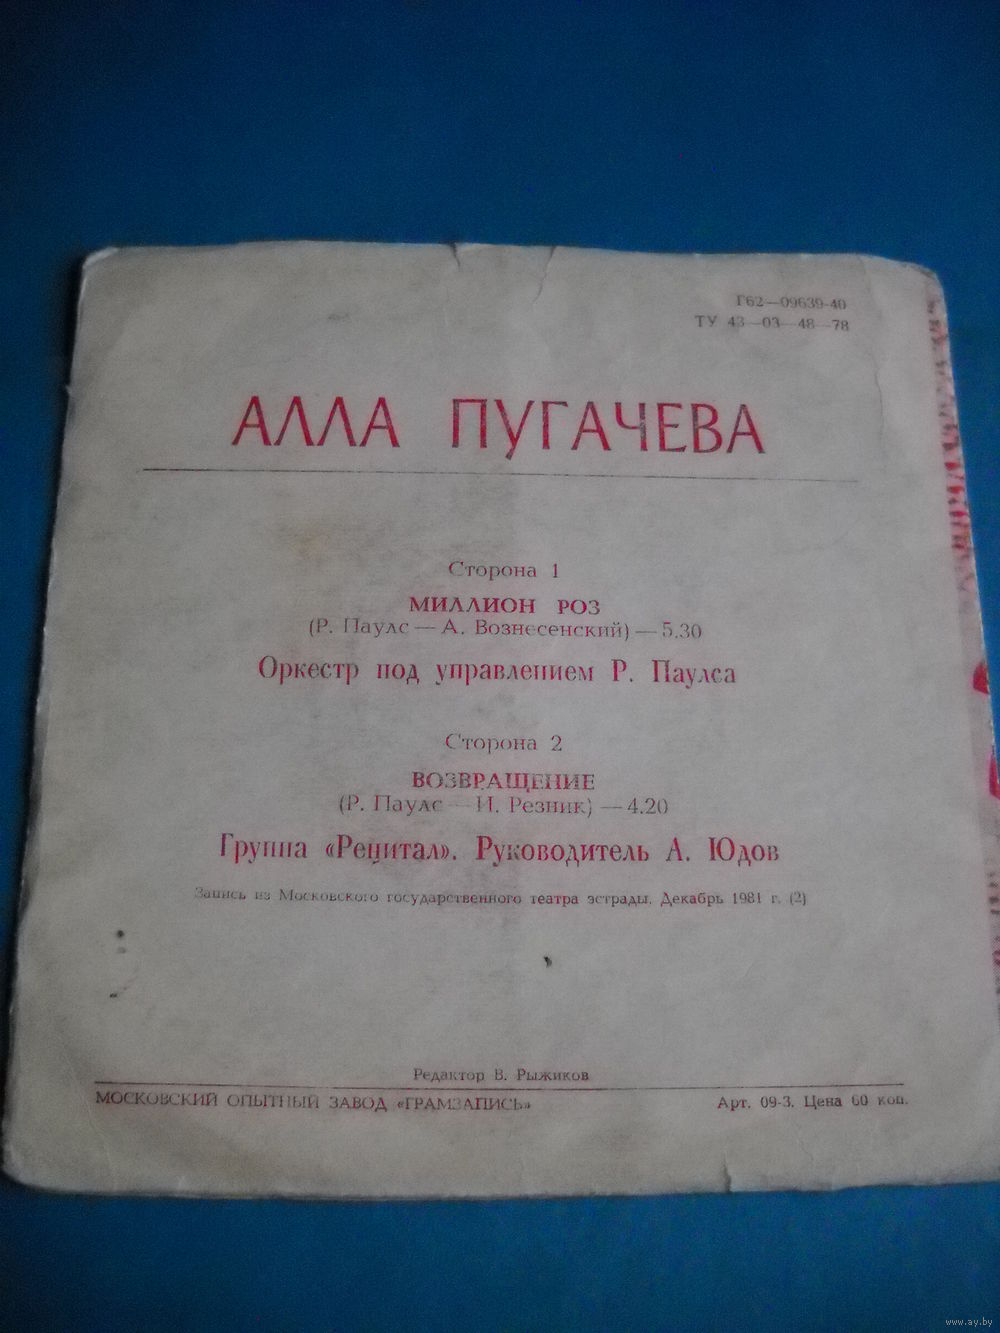 Г62—09639-40
ТУ 43—03—48—78
АЛЛА ПУГАЧЕВА
Сторона 1
МИЛЛИОН РОЗ
(Р. Паулс — А. Вознесенский) — 5.30
Оркестр под управлением Р. Паулса
Сторона 2
ВОЗВРАЩЕНИЕ
(Р. Паулс — И. Резник) — 4.20
Группа «Рецитал». Руководитель А. Юдов
Запись из Московского государственного театра эстрады. Декабрь 1981 г. (2)
Редактор В. Рыжиков
МОСКОВСКИЙ ОПЫТНЫЙ ЗАВОД «ГРАМЗАПИСЬ»
Арт. 09-3. Цена 60 коп.
www.ay.by